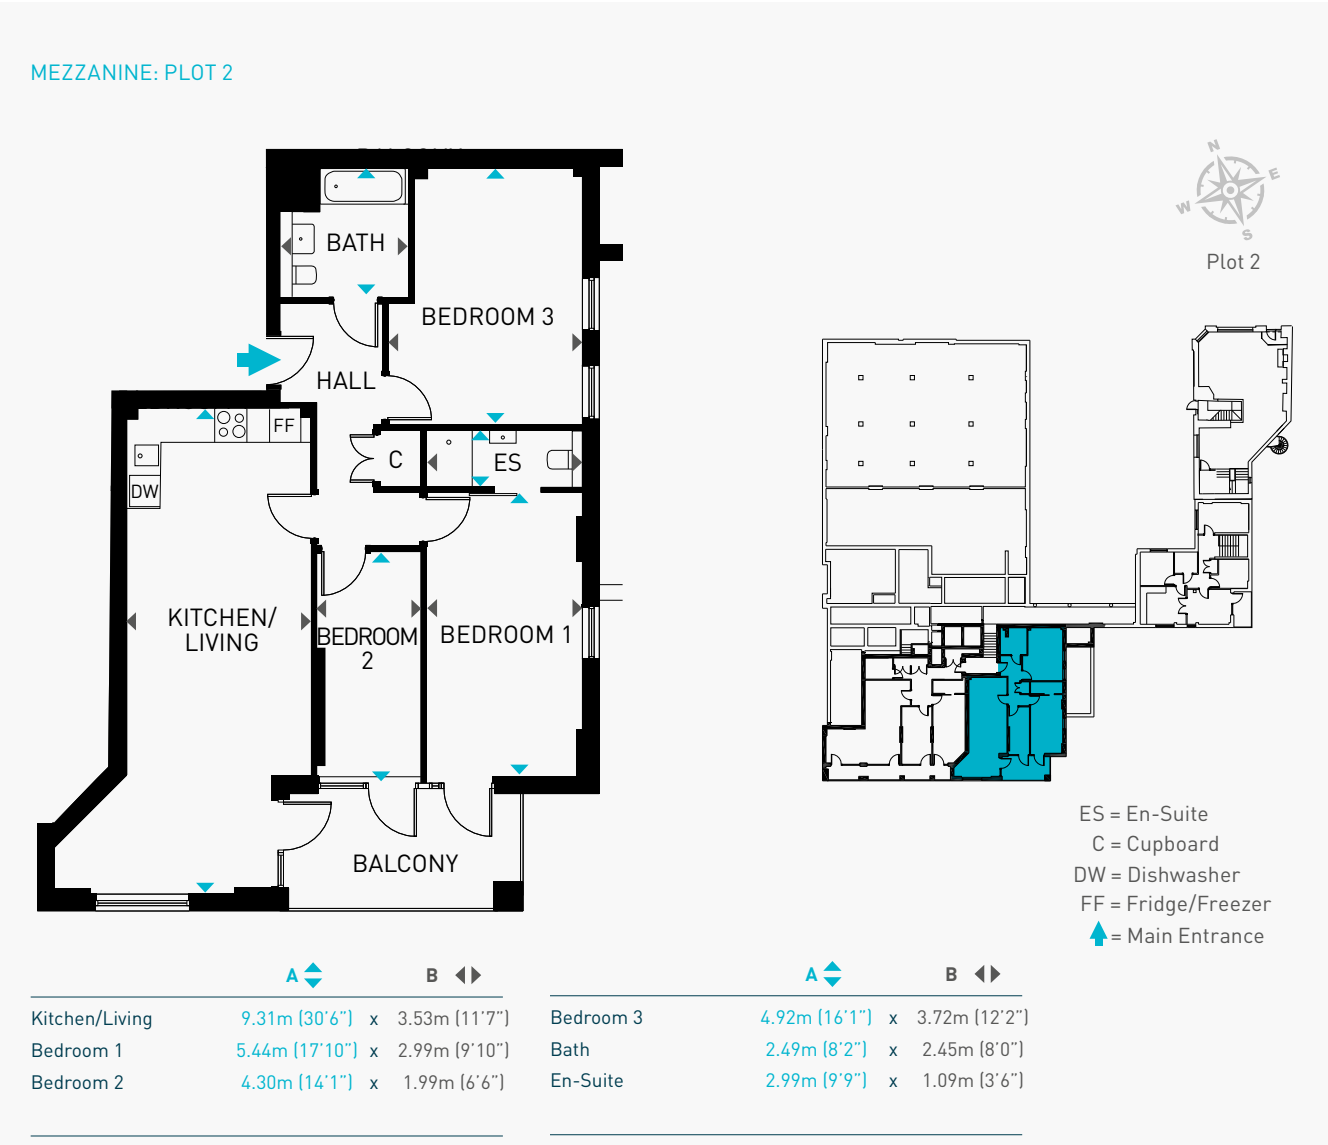 MEZZANINE: PLOT 2
N
E
W
S
Plot 2
BATH
BEDROOM 3
HALL
FF
C
ES
DW
KITCHEN/
LIVING
BEDROOM
2
BEDROOM 1
BALCONY
ES = En-Suite
C = Cupboard
DW = Dishwasher
FF = Fridge/Freezer
= Main Entrance
A B
Kitchen/Living 9.31m (30'6") x 3.53m (11'7")
Bedroom 1 5.44m (17'10") x 2.99m (9'10")
Bedroom 2 4.30m (14'1") x 1.99m (6'6")
A B
Bedroom 3 4.92m (16'1") x 3.72m (12'2")
Bath 2.49m (8'2") x 2.45m (8'0")
En-Suite 2.99m (9'9") x 1.09m (3'6")